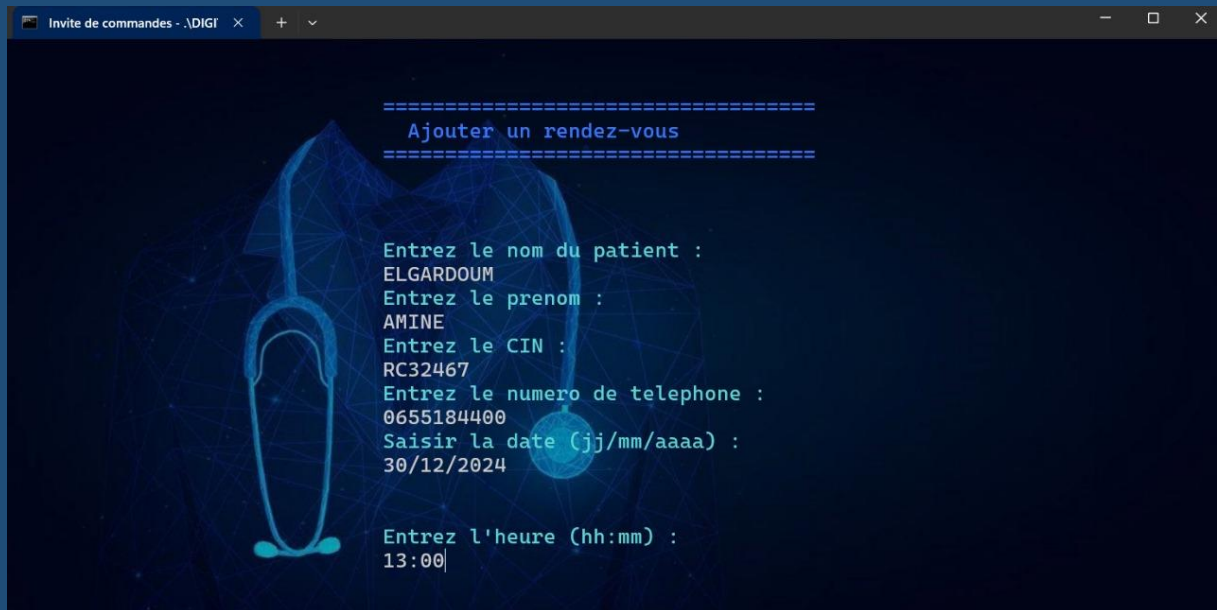 Invite de commandes - .\DIGI
===================================
Ajouter un rendez-vous
===================================
Entrez le nom du patient :
ELGARDOUM
Entrez le prenom :
AMINE
Entrez le CIN :
RC32467
Entrez le numero de telephone :
0655184400
Saisir la date (jj/mm/aaaa) :
30/12/2024
Entrez l'heure (hh:mm) :
13:00